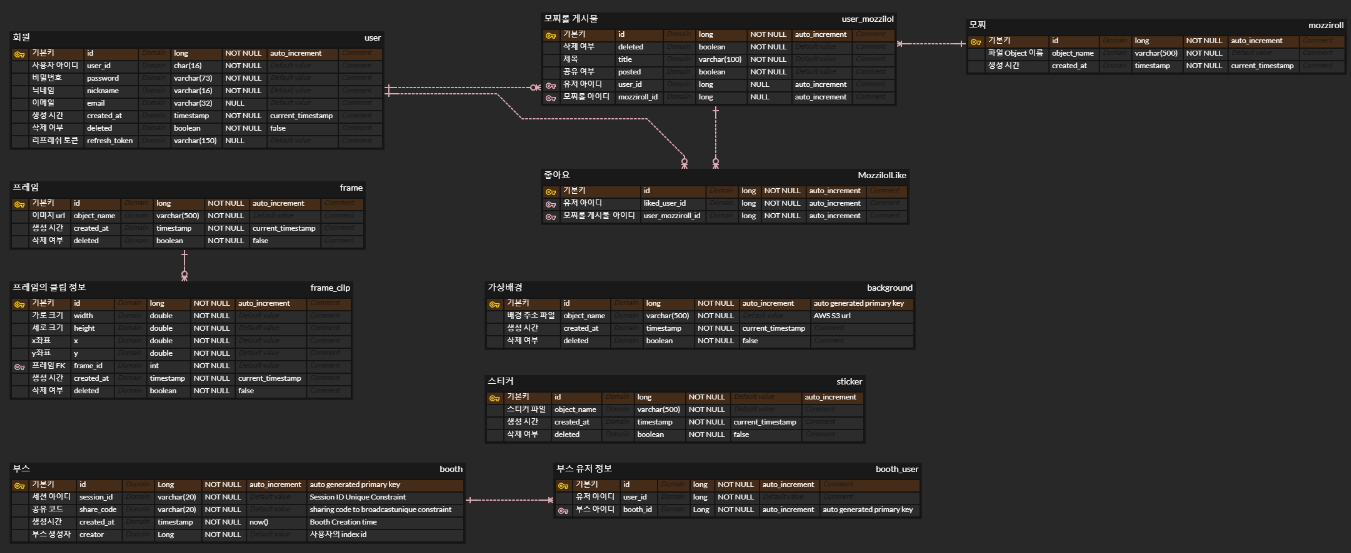 회원 user
기본키 id Domain long NOT NULL auto_increment Comment
사용자 아이디 user_id Domain char(16) NOT NULL Default value Comment
비밀번호 password Domain varchar(73) NOT NULL Default value Comment
닉네임 nickname Domain varchar(16) NOT NULL Default value Comment
이메일 email Domain varchar(32) NULL Default value Comment
생성 시간 created_at Domain timestamp NOT NULL current_timestamp Comment
삭제 여부 deleted Domain boolean NOT NULL false Comment
리프레쉬 토큰 refresh_token Domain varchar(150) NULL Default value Comment
모찌롤 게시물 user_mozzilol
기본키 id Domain long NOT NULL auto_increment Comment
삭제 여부 deleted Domain boolean NOT NULL Default value Comment
제목 title Domain varchar(100) NOT NULL Default value Comment
공유 여부 posted Domain boolean NOT NULL Default value Comment
유저 아이디 user_id Domain long NULL auto_increment Comment
모찌롤 아이디 mozziroll_id Domain long NULL auto_increment Comment
모찌 mozziroll
기본키 id Domain long NOT NULL auto_increment Comment
파일 Object 이름 object_name Domain varchar(500) NOT NULL Default value Comment
생성 시간 created_at Domain timestamp NOT NULL current_timestamp Comment
좋아요 MozzilolLike
기본키 id Domain long NOT NULL auto_increment Comment
유저 아이디 liked_user_id Domain long NOT NULL auto_increment Comment
모찌롤 게시물 아이디 user_mozziroll_id Domain long NOT NULL auto_increment Comment
프레임 frame
기본키 id Domain long NOT NULL auto_increment Comment
이미지 url object_name Domain varchar(500) NOT NULL Default value Comment
생성 시간 created_at Domain timestamp NOT NULL current_timestamp Comment
삭제 여부 deleted Domain boolean NOT NULL false Comment
프레임의 클립 정보 frame_clip
기본키 id Domain long NOT NULL auto_increment Comment
가로 크기 width Domain double NOT NULL Default value Comment
세로 크기 height Domain double NOT NULL Default value Comment
x좌표 x Domain double NOT NULL Default value Comment
y좌표 y Domain double NOT NULL Default value Comment
프레임 FK frame_id Domain int NOT NULL Default value Comment
생성 시간 created_at Domain timestamp NOT NULL current_timestamp Comment
삭제 여부 deleted Domain boolean NOT NULL false Comment
가상배경 background
기본키 id Domain long NOT NULL auto_increment auto generated primary key
배경 주소 파일 object_name Domain varchar(500) NOT NULL Default value AWS S3 url
생성 시간 created_at Domain timestamp NOT NULL current_timestamp Comment
삭제 여부 deleted Domain boolean NOT NULL false Comment
스티커 sticker
기본키 id Domain long NOT NULL Default value auto_increment
스티커 파일 object_name Domain varchar(500) NOT NULL Default value Comment
생성 시간 created_at Domain timestamp NOT NULL current_timestamp Comment
삭제 여부 deleted Domain boolean NOT NULL false Comment
부스 booth
기본키 id Domain Long NOT NULL auto_increment auto generated primary key
세션 아이디 session_id Domain varchar(20) NOT NULL Default value Session ID Unique Constraint
공유 코드 share_code Domain varchar(20) NOT NULL Default value sharing code to broadcastunique constraint
생성시간 created_at Domain timestamp NOT NULL now() Booth Creation time
부스 생성자 creator Domain Long NOT NULL Default value 사용자의 index id
부스 유저 정보 booth_user
기본키 id Domain long NOT NULL auto_increment Comment
유저 아이디 user_id Domain long NOT NULL Default value Comment
부스 아이디 booth_id Domain Long NOT NULL auto_increment auto generated primary key